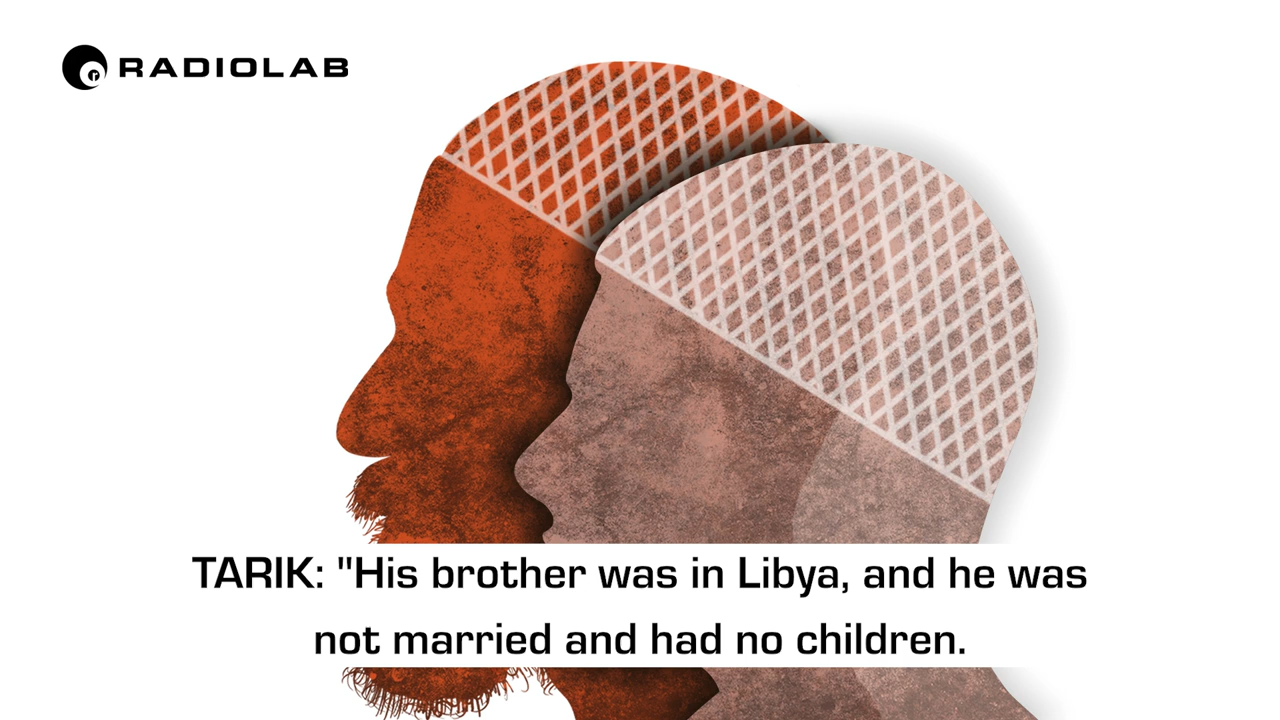 RADIOLAB
TARIK: "His brother was in Libya, and he was
not married and had no children.